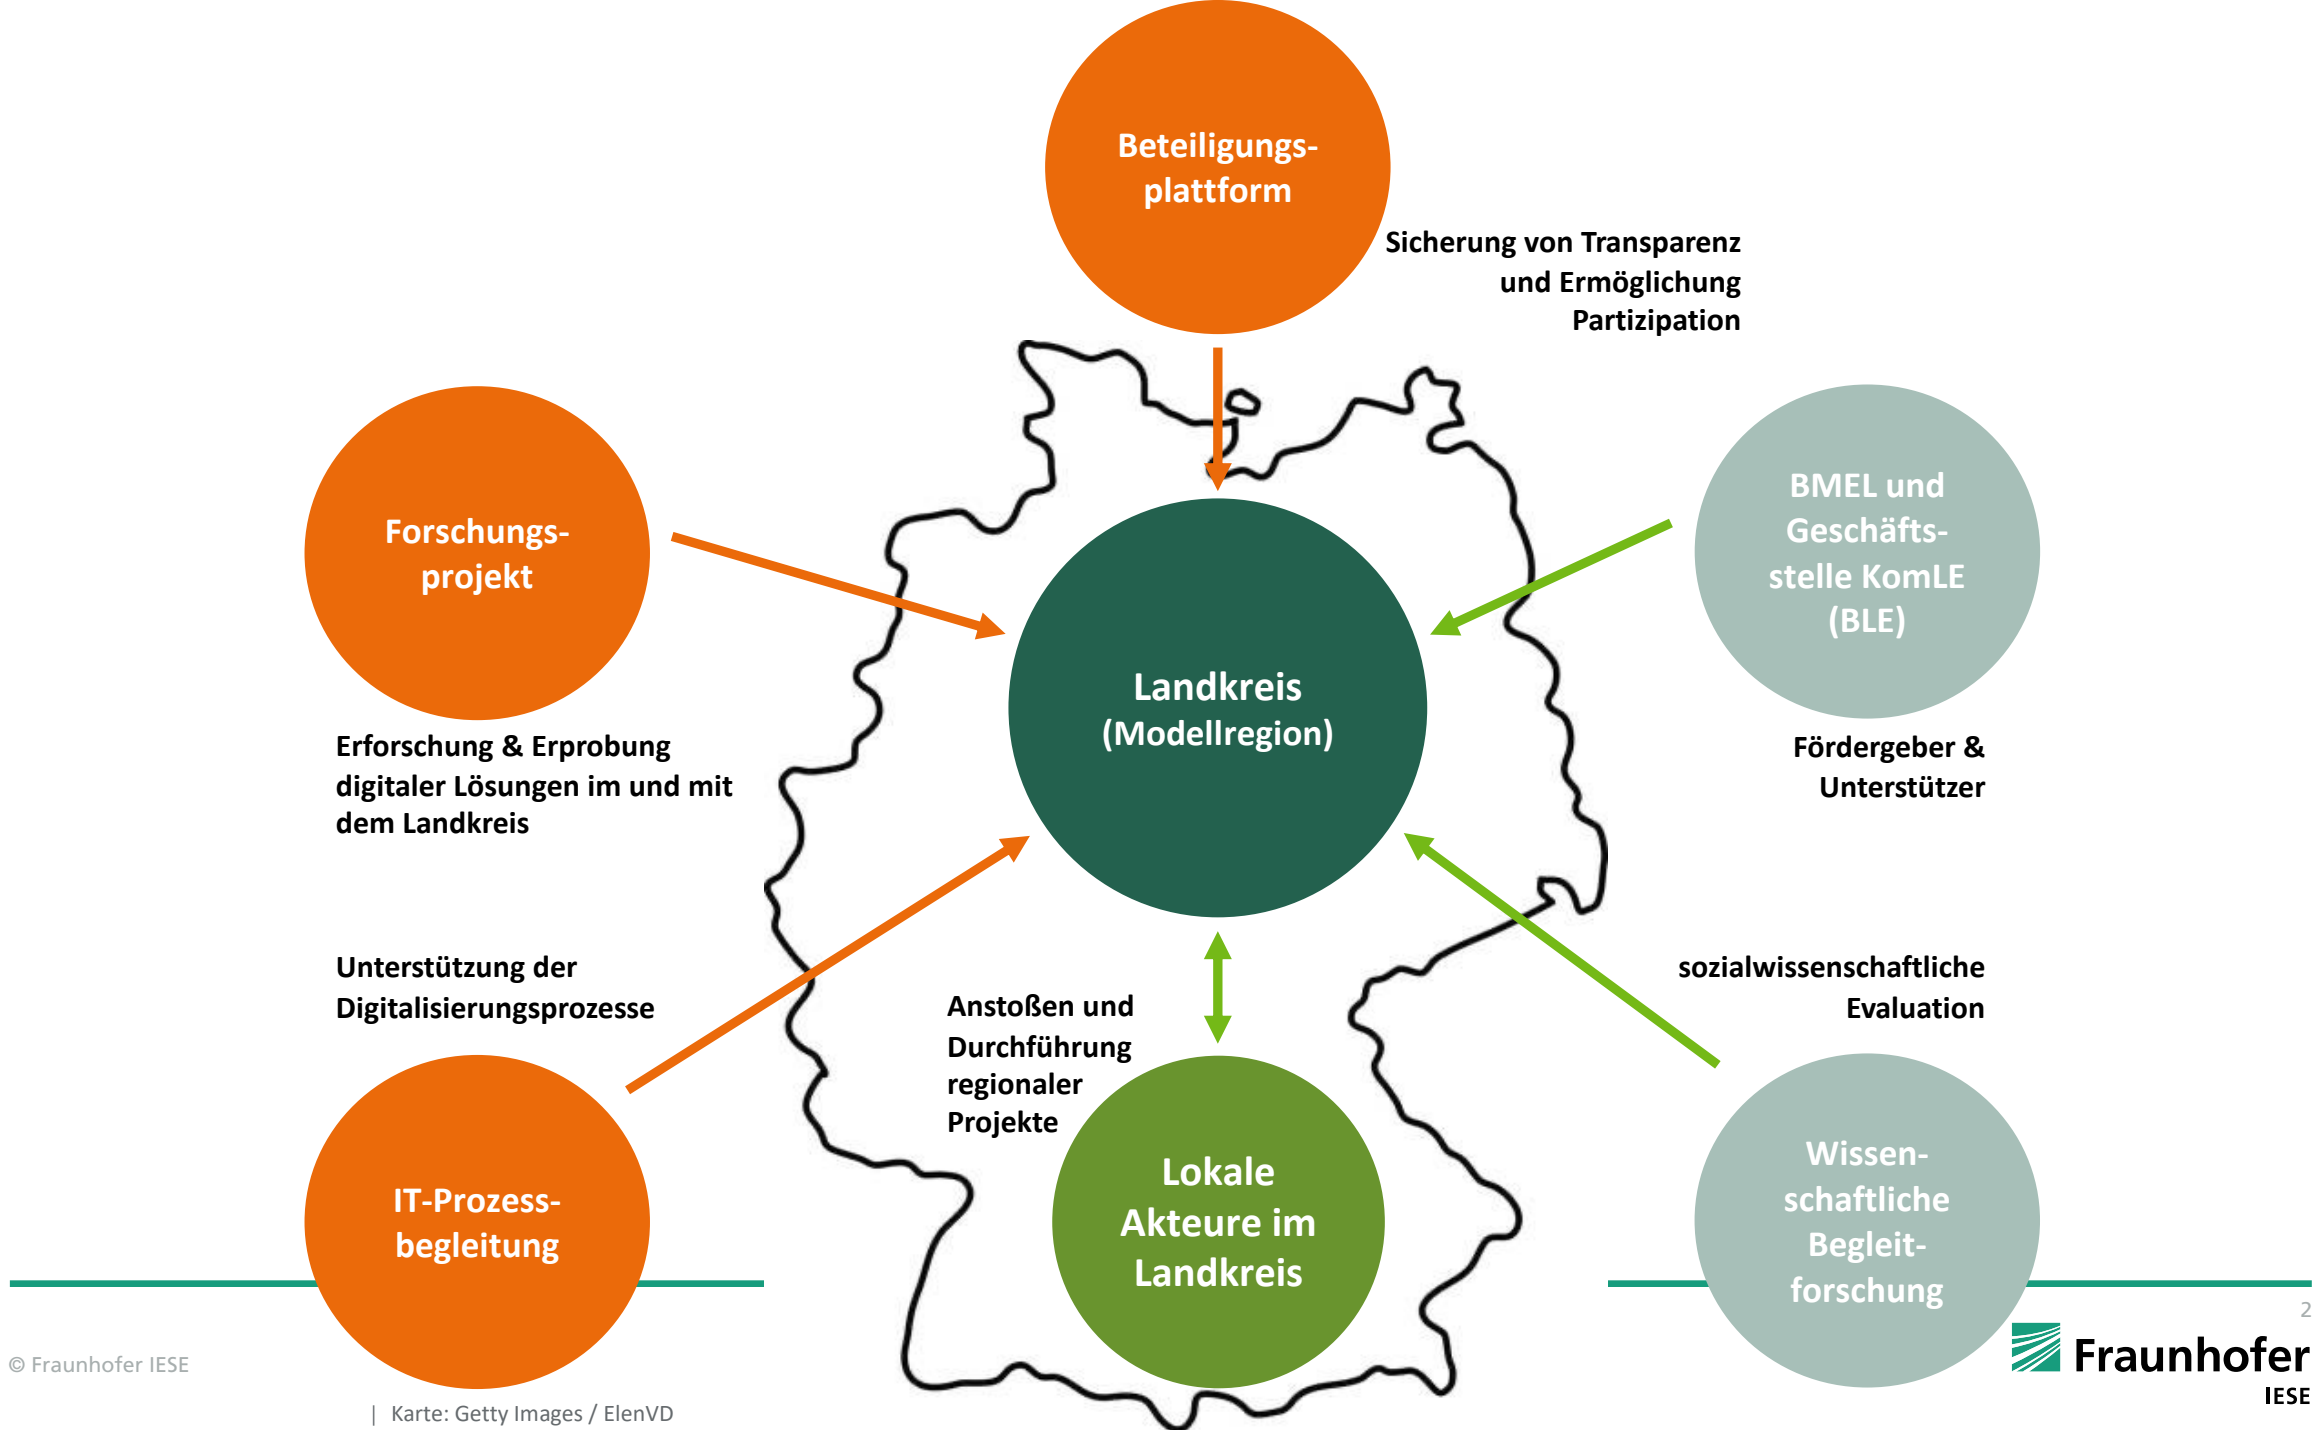 Beteiligungs-
plattform
Sicherung von Transparenz
und Ermöglichung
Partizipation
Forschungs-
projekt
Erforschung & Erprobung
digitaler Lösungen im und mit
dem Landkreis
BMEL und
Geschäfts-
stelle KomLE
(BLE)
Fördergeber &
Unterstützer
Landkreis
(Modellregion)
Unterstützung der
Digitalisierungsprozesse
IT-Prozess-
begleitung
Anstoßen und
Durchführung
regionaler
Projekte
Lokale
Akteure im
Landkreis
sozialwissenschaftliche
Evaluation
Wissen-
schaftliche
Begleit-
forschung
2
© Fraunhofer IESE
| Karte: Getty Images / ElenVD
Fraunhofer
IESE